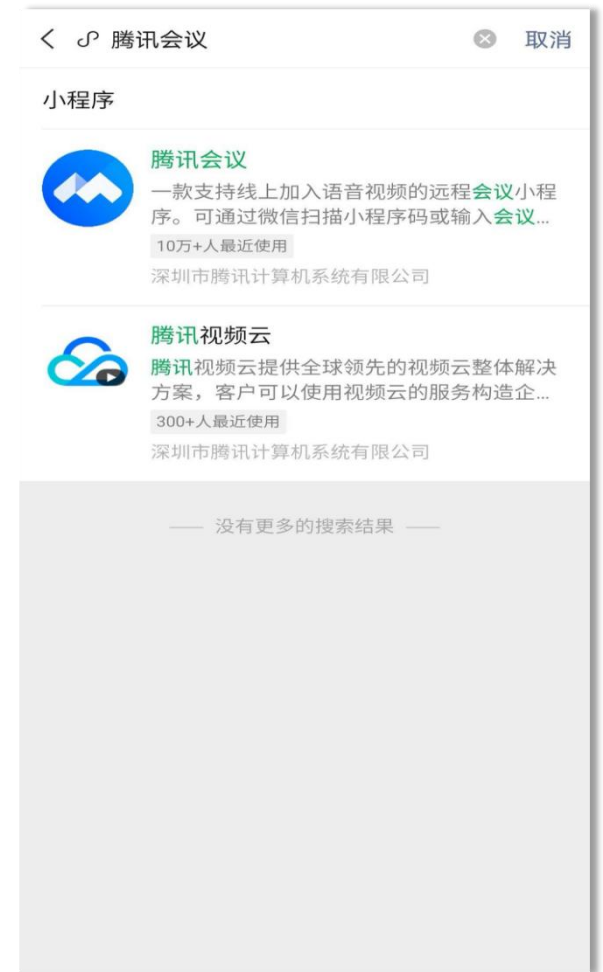 腾讯会议
取消
小程序
腾讯会议
一款支持线上加入语音视频的远程会议小程
序。可通过微信扫描小程序码或输入会议...
10万+人最近使用
深圳市腾讯计算机系统有限公司
腾讯视频云
腾讯视频云提供全球领先的视频云整体解决
方案，客户可以使用视频云的服务构造企...
300+人最近使用
深圳市腾讯计算机系统有限公司
没有更多的搜索结果